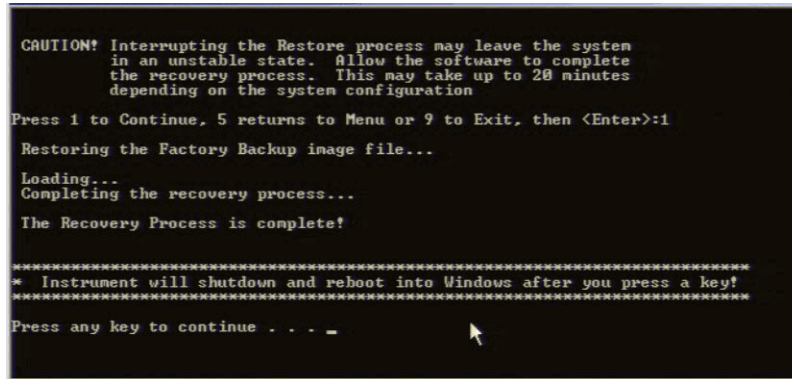 CAUTION! Interrupting the Restore process may leave the system
in an unstable state. Allow the software to complete
the recovery process. This may take up to 20 minutes
depending on the system configuration
Press 1 to Continue, 5 returns to Menu or 9 to Exit, then <Enter>:1
Restoring the Factory Backup image file...
Loading...
Completing the recovery process...
The Recovery Process is complete!
*******************************************************************************
* Instrument will shutdown and reboot into Windows after you press a key!
*******************************************************************************
Press any key to continue . . . _